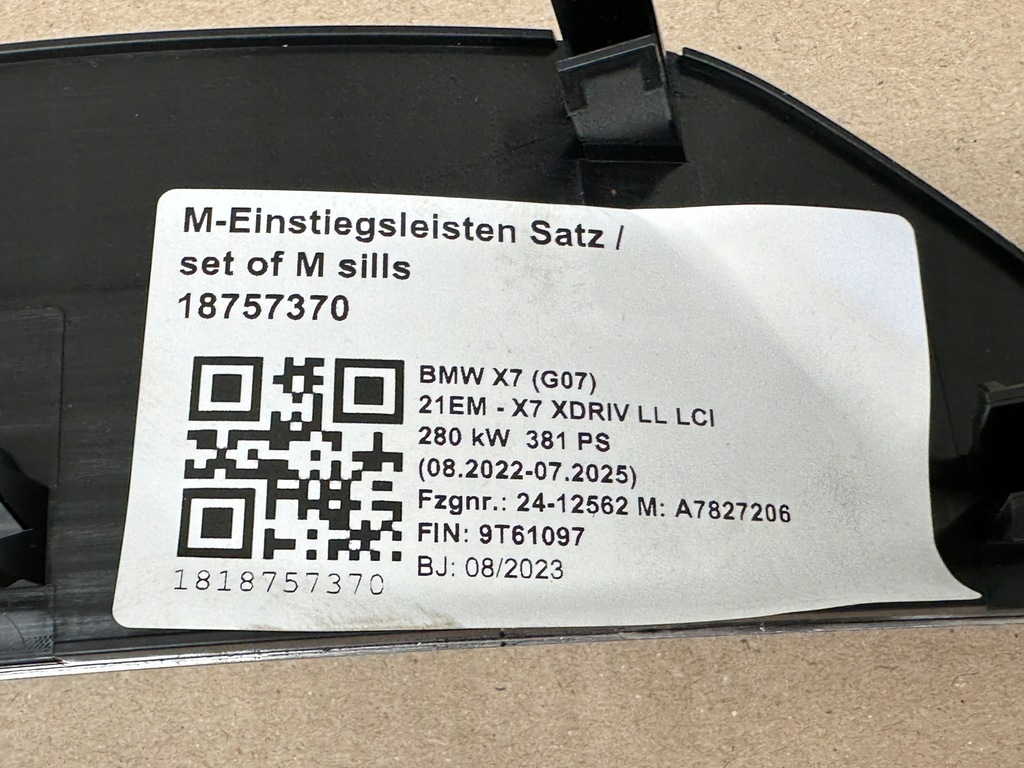 M-Einstiegsleisten Satz /
set of M sills
18757370
BMW X7 (G07)
21EM - X7 XDRIV LL LCI
280 kW 381 PS
(08.2022-07.2025)
Fzgnr.: 24-12562 M: A7827206
FIN: 9T61097
BJ: 08/2023
1818757370